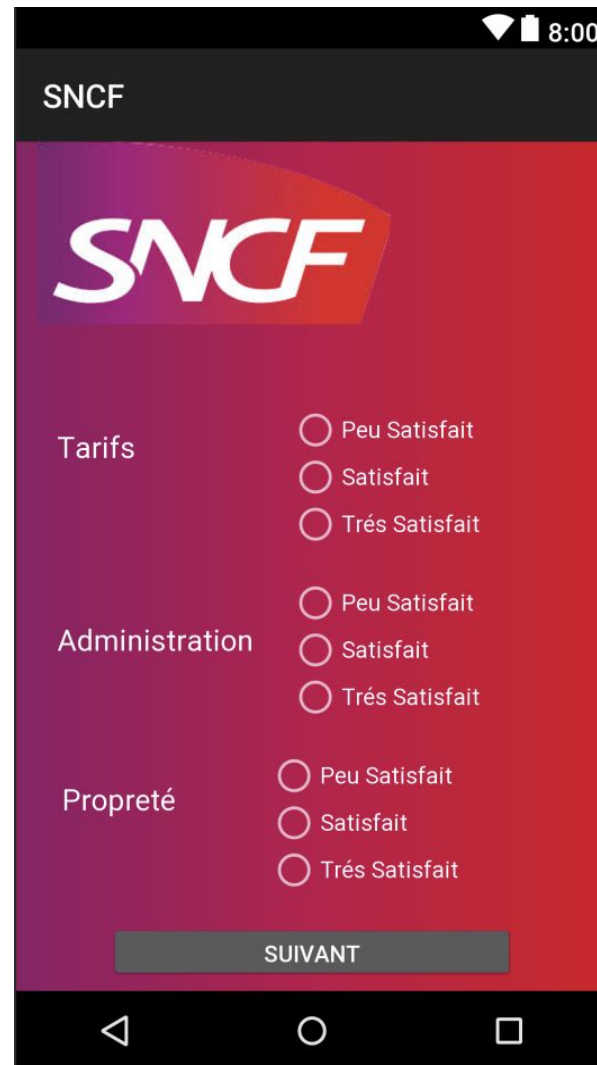 8:00
SNCF
SNCF
Tarifs
Peu Satisfait
Satisfait
Trés Satisfait
Administration
Peu Satisfait
Satisfait
Trés Satisfait
Propreté
Peu Satisfait
Satisfait
Trés Satisfait
SUIVANT